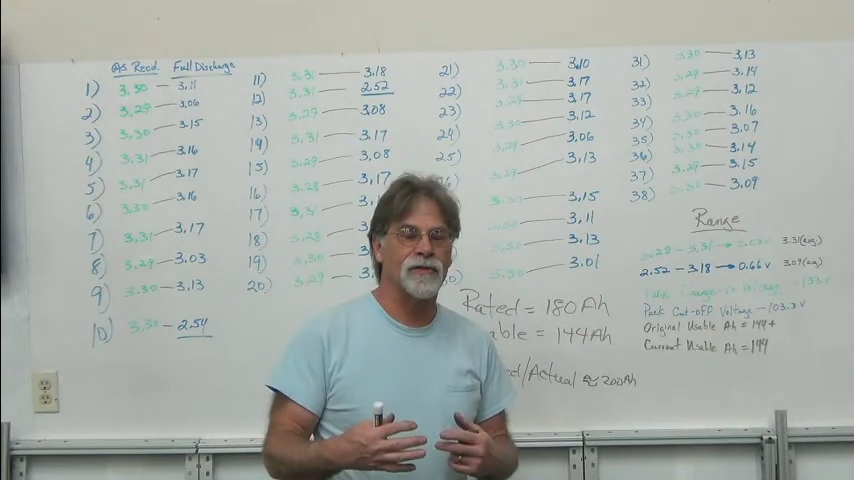 As Recd. Full Discharge
1) 3.30 — 3.11
2) 3.29 — 3.06
3) 3.30 — 3.15
4) 3.31 — 3.16
5) 3.31 — 3.17
6) 3.30 — 3.16
7) 3.31 — 3.17
8) 3.29 — 3.03
9) 3.30 — 3.13
10) 3.30 — 2.54
11) 3.31 — 3.18
12) 3.31 — 2.52
13) 3.29 — 3.08
14) 3.31 — 3.17
15) 3.29 — 3.08
16) 3.28 — 3.17
17) 3.31
18) 3.28
19) 3.30
20) 3.29
21) 3.30 — 3.10
22) 3.31 — 3.17
23) 3.29 — 3.17
24) 3.30 — 3.12
25) 3.29 — 3.06
3.29 — 3.13
3.30 — 3.15
3.11
3.30 — 3.13
3.30 — 3.01
31) 3.30 — 3.13
32) 3.29 — 3.14
33) 3.29 — 3.12
34) 3.30 — 3.16
35) 3.30 — 3.07
36) 3.30 — 3.14
37) 3.29 — 3.15
38) 3.30 — 3.09
Range
3.28 — 3.31 → 0.03v 3.31(avg)
2.52 — 3.18 → 0.66 v 3.09(avg)
Pack Voltage — 133v
Pack Cut-off Voltage — 103.3v
Original Usable Ah = 144+
Current Usable Ah = 144
Rated = 180 Ah
able = 144 Ah
ed/Actual ≈ 200Ah